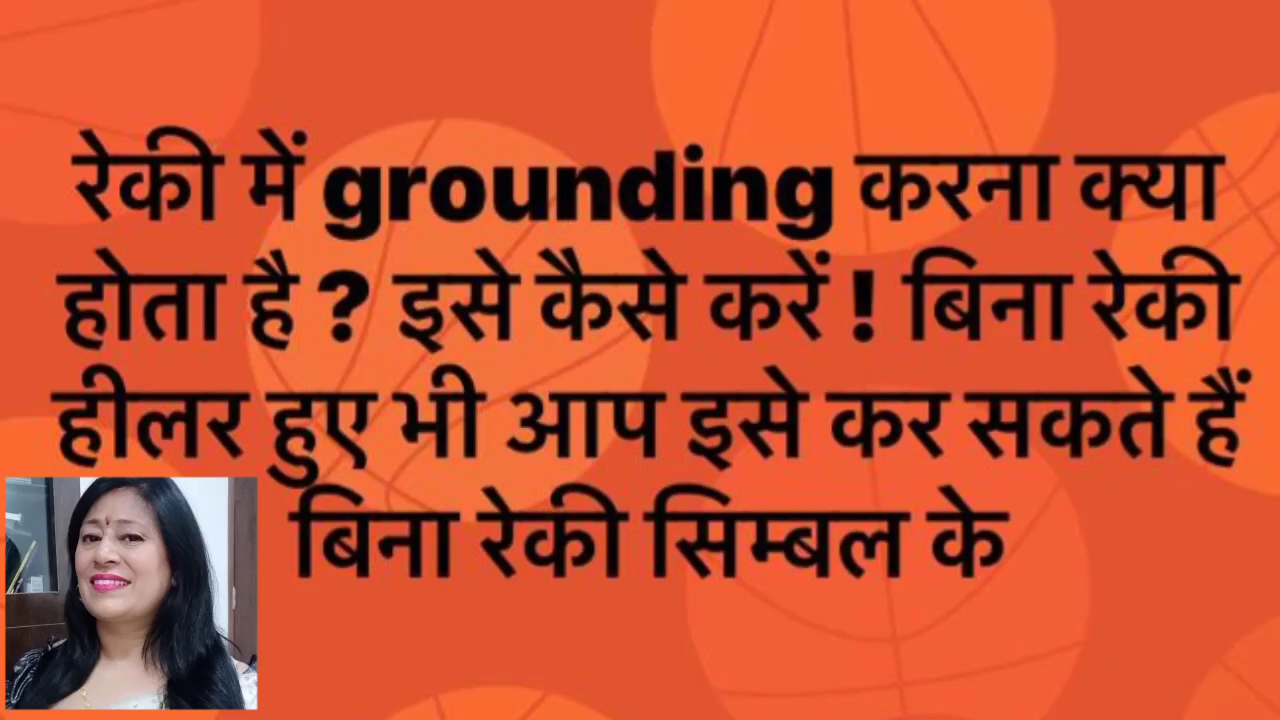 रेकी में grounding करना क्या
होता है ? इसे कैसे करें ! बिना रेकी
हीलर हुए भी आप इसे कर सकते हैं
बिना रेकी सिम्बल के